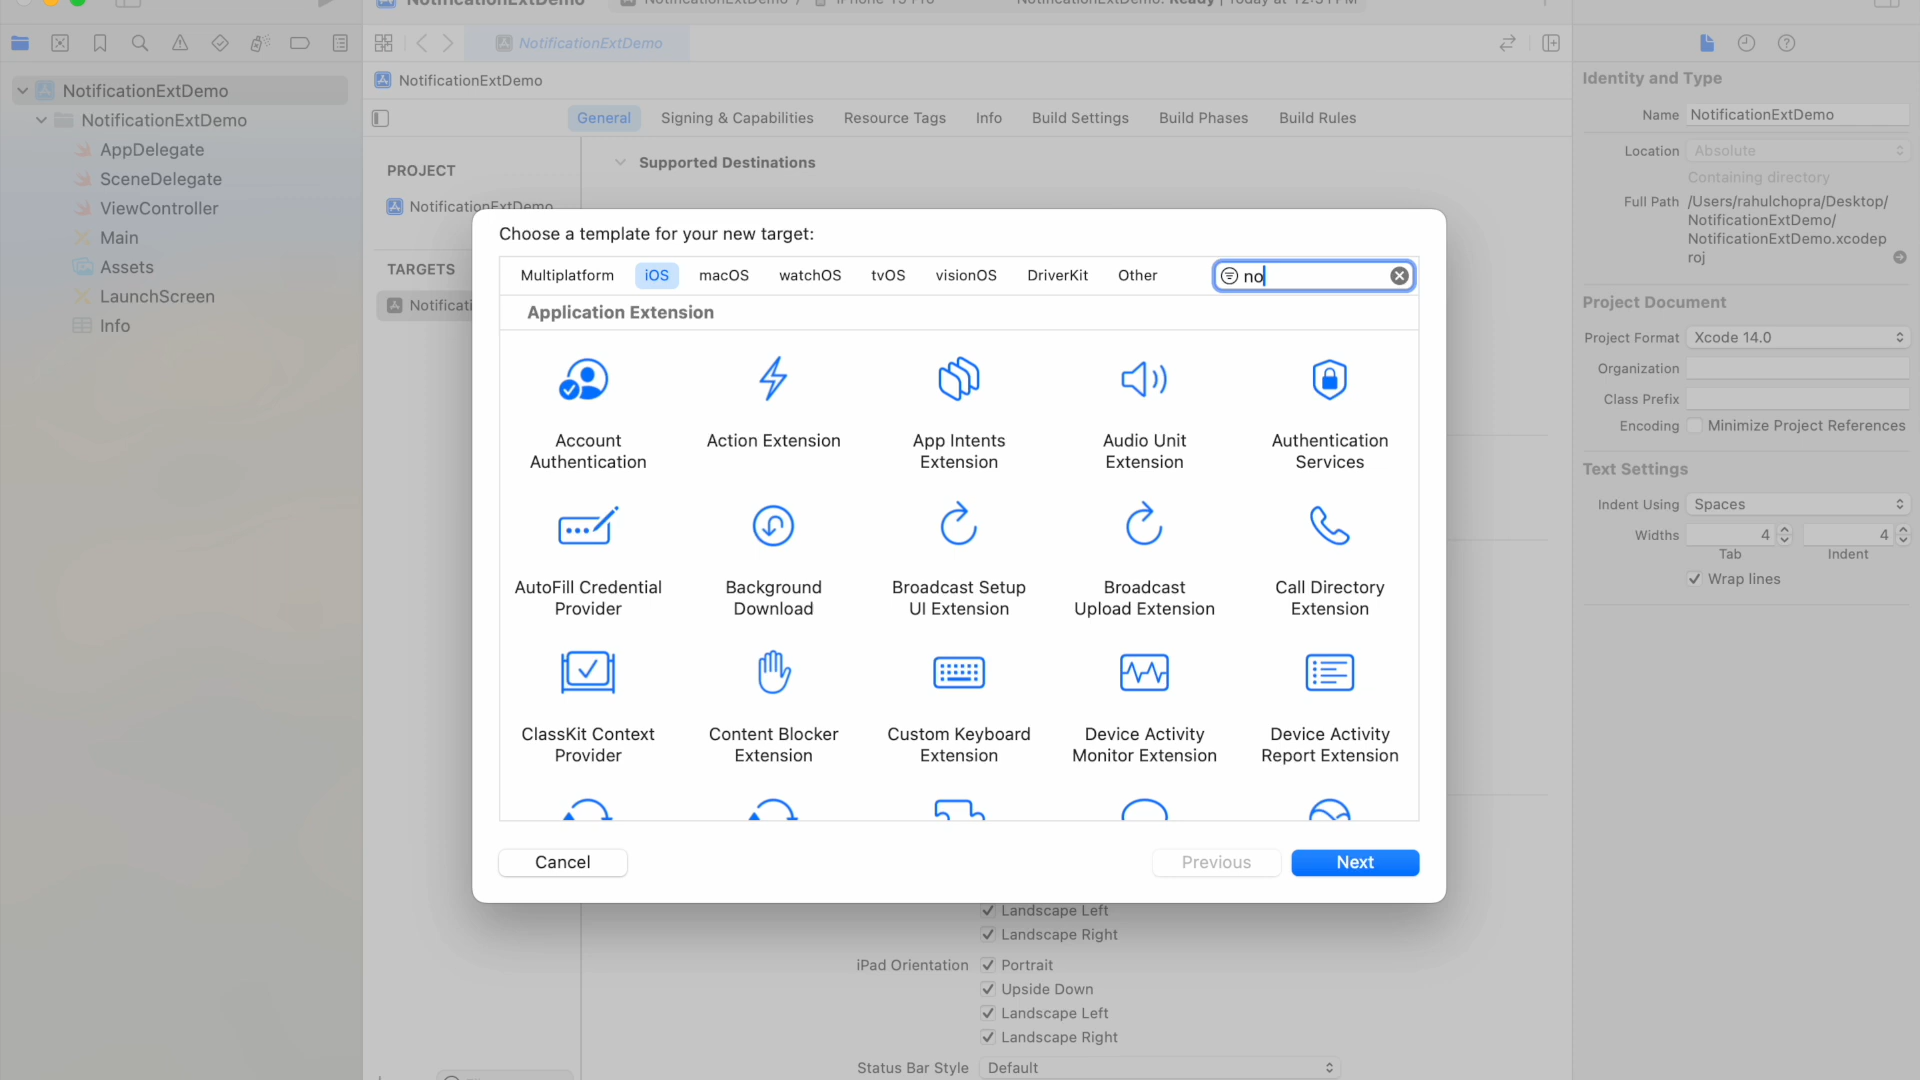 NotificationExtDemo
NotificationExtDemo
NotificationExtDemo
NotificationExtDemo
NotificationExtDemo
AppDelegate
SceneDelegate
ViewController
Main
Assets
LaunchScreen
Info
General
Signing & Capabilities
Resource Tags
Info
Build Settings
Build Phases
Build Rules
PROJECT
NotificationExtDemo
TARGETS
Notificati
Supported Destinations
Choose a template for your new target:
Multiplatform
iOS
macOS
watchOS
tvOS
visionOS
DriverKit
Other
no
Application Extension
Account
Authentication
Action Extension
App Intents
Extension
Audio Unit
Extension
Authentication
Services
AutoFill Credential
Provider
Background
Download
Broadcast Setup
UI Extension
Broadcast
Upload Extension
Call Directory
Extension
ClassKit Context
Provider
Content Blocker
Extension
Custom Keyboard
Extension
Device Activity
Monitor Extension
Device Activity
Report Extension
Cancel
Previous
Next
Landscape Left
Landscape Right
iPad Orientation
Portrait
Upside Down
Landscape Left
Landscape Right
Status Bar Style
Default
Identity and Type
Name NotificationExtDemo
Location Absolute
Containing directory
Full Path /Users/rahulchopra/Desktop/
NotificationExtDemo/
NotificationExtDemo.xcodep
roj
Project Document
Project Format Xcode 14.0
Organization
Class Prefix
Encoding Minimize Project References
Text Settings
Indent Using Spaces
Widths 4 4
Tab Indent
Wrap lines